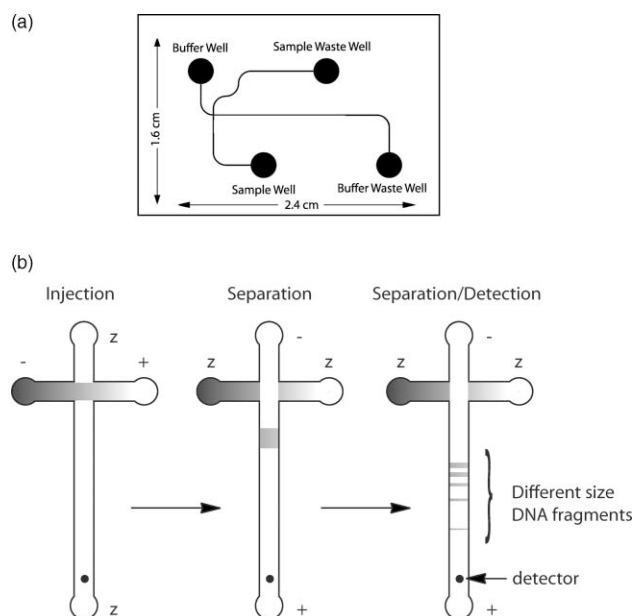 (a)
Buffer Well
Sample Waste Well
1.6 cm
Sample Well
Buffer Waste Well
2.4 cm
(b)
Injection
Separation
Separation/Detection
z
-
+
z
-
z
z
+
-
z
z
Different size
DNA fragments
detector
+